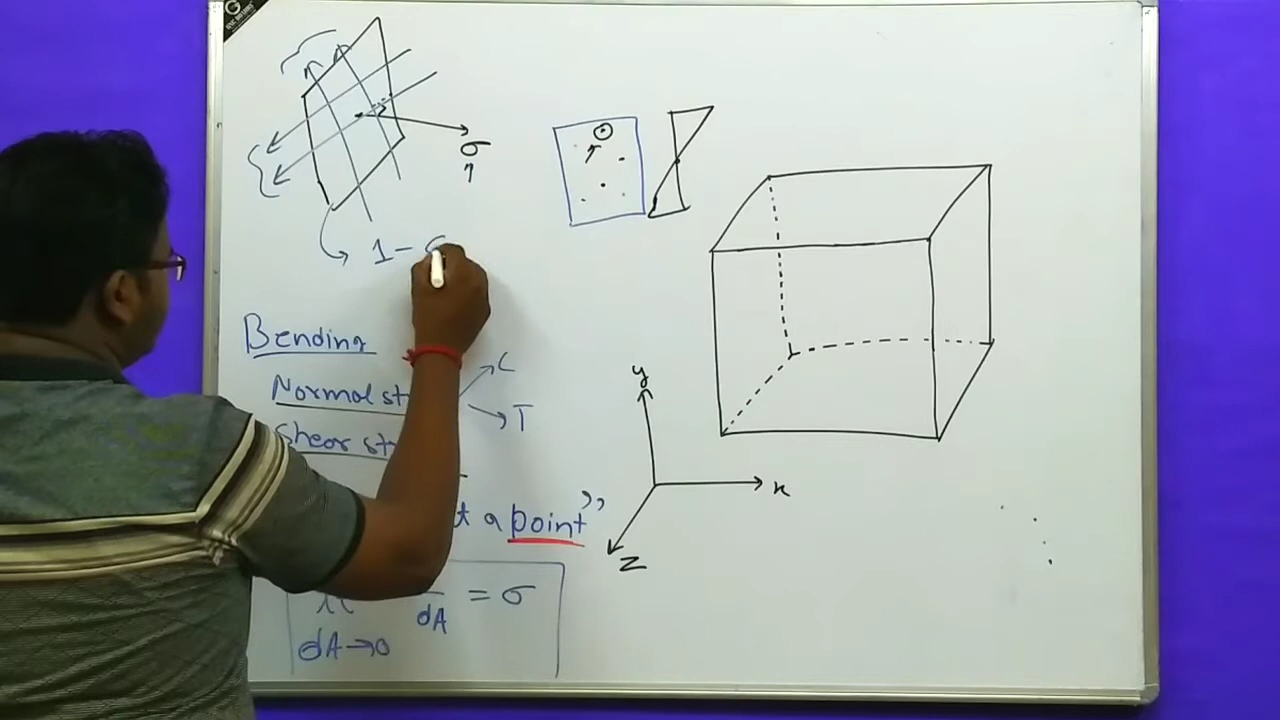 σ
1 -
Bending
Normal st
C
T
Shear st
t a point”
dA = σ
dA→0
y
x
z